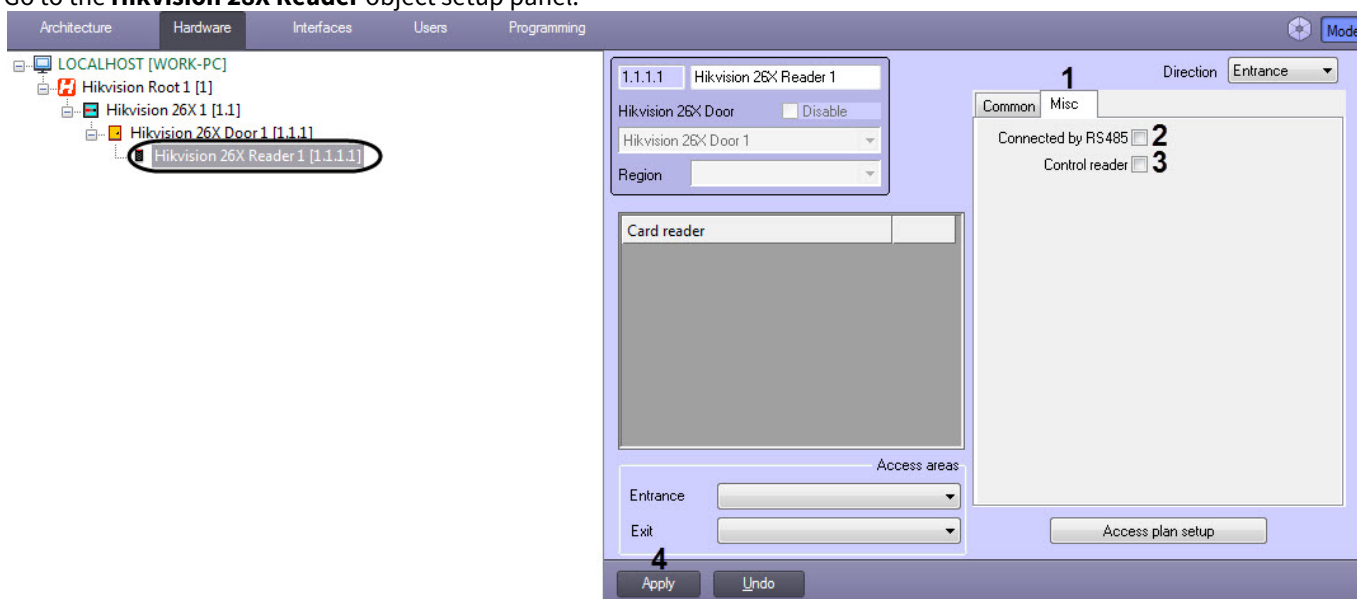 Go to the Hikvision 26X Reader object setup panel.
Architecture Hardware Interfaces Users Programming Mode
LOCALHOST [WORK-PC]
Hikvision Root 1 [1]
Hikvision 26X 1 [1.1]
Hikvision 26X Door 1 [1.1.1]
Hikvision 26X Reader 1 [1.1.1.1]
1.1.1.1 Hikvision 26X Reader 1
Hikvision 26X Door Disable
Hikvision 26X Door 1
Region
Card reader
Access areas
Entrance
Exit
4
Apply Undo
1 Direction Entrance
Common Misc
Connected by RS485 2
Control reader 3
Access plan setup